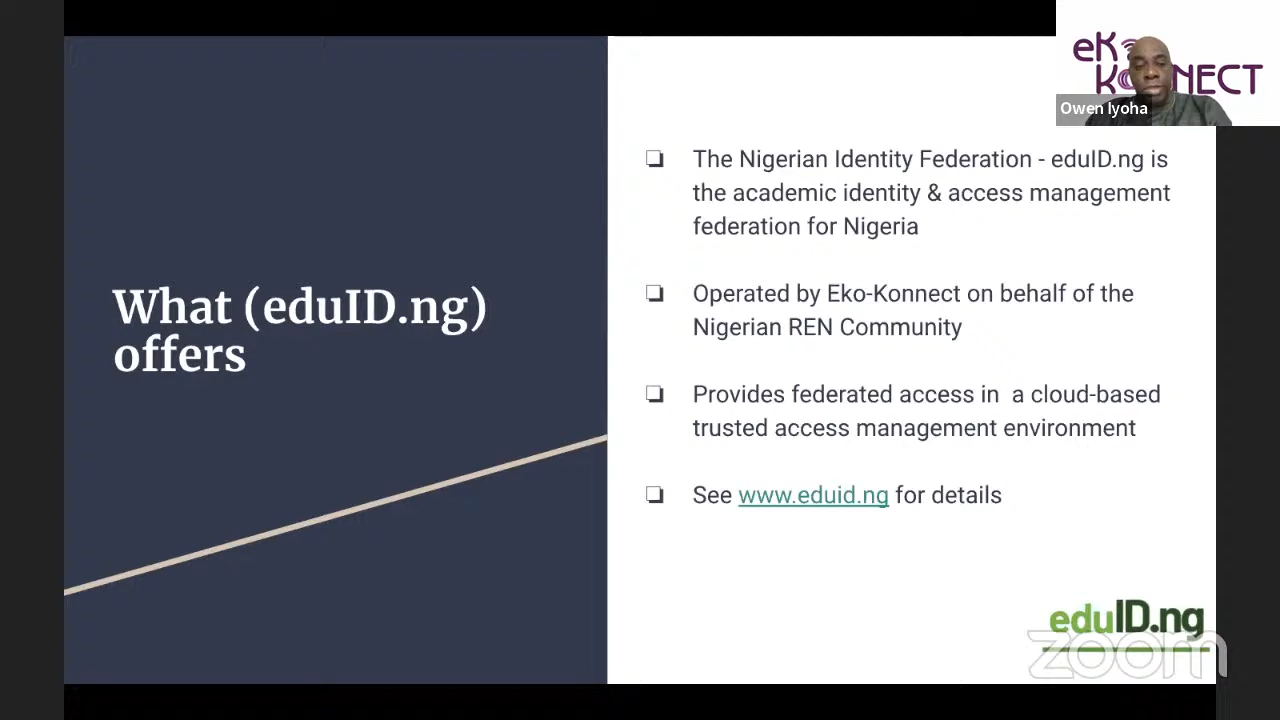 What (eduID.ng)
offers
❏ The Nigerian Identity Federation - eduID.ng is
the academic identity & access management
federation for Nigeria
❏ Operated by Eko-Konnect on behalf of the
Nigerian REN Community
❏ Provides federated access in  a cloud-based
trusted access management environment
❏ See www.eduid.ng for details
Owen Iyoha
eduID.ng
zoom